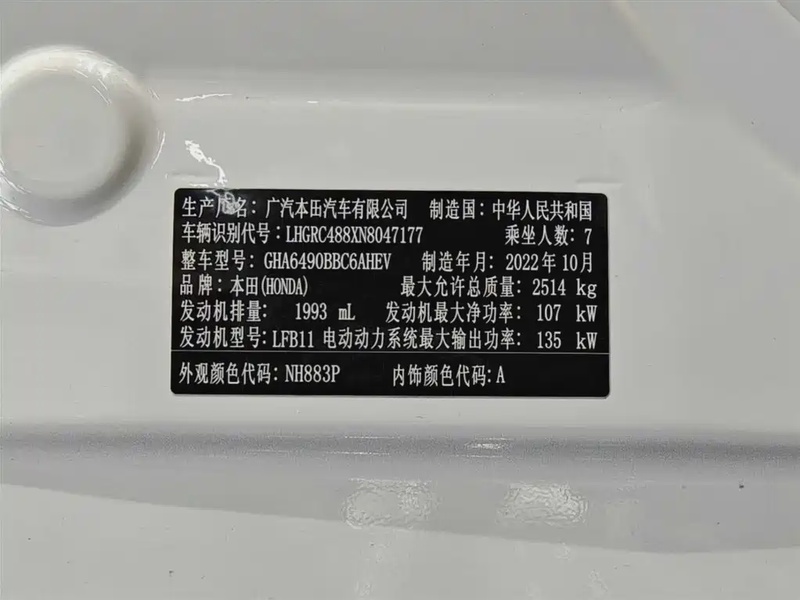 生产厂名: 广汽本田汽车有限公司 制造国: 中华人民共和国
车辆识别代号: LHGRC488XN8047177 乘坐人数: 7
整车型号: GHA6490BBC6AHEV 制造年月: 2022年10月
品牌: 本田(HONDA) 最大允许总质量: 2514 kg
发动机排量: 1993 mL 发动机最大净功率: 107 kW
发动机型号: LFB11 电动动力系统最大输出功率: 135 kW
外观颜色代码: NH883P 内饰颜色代码: A